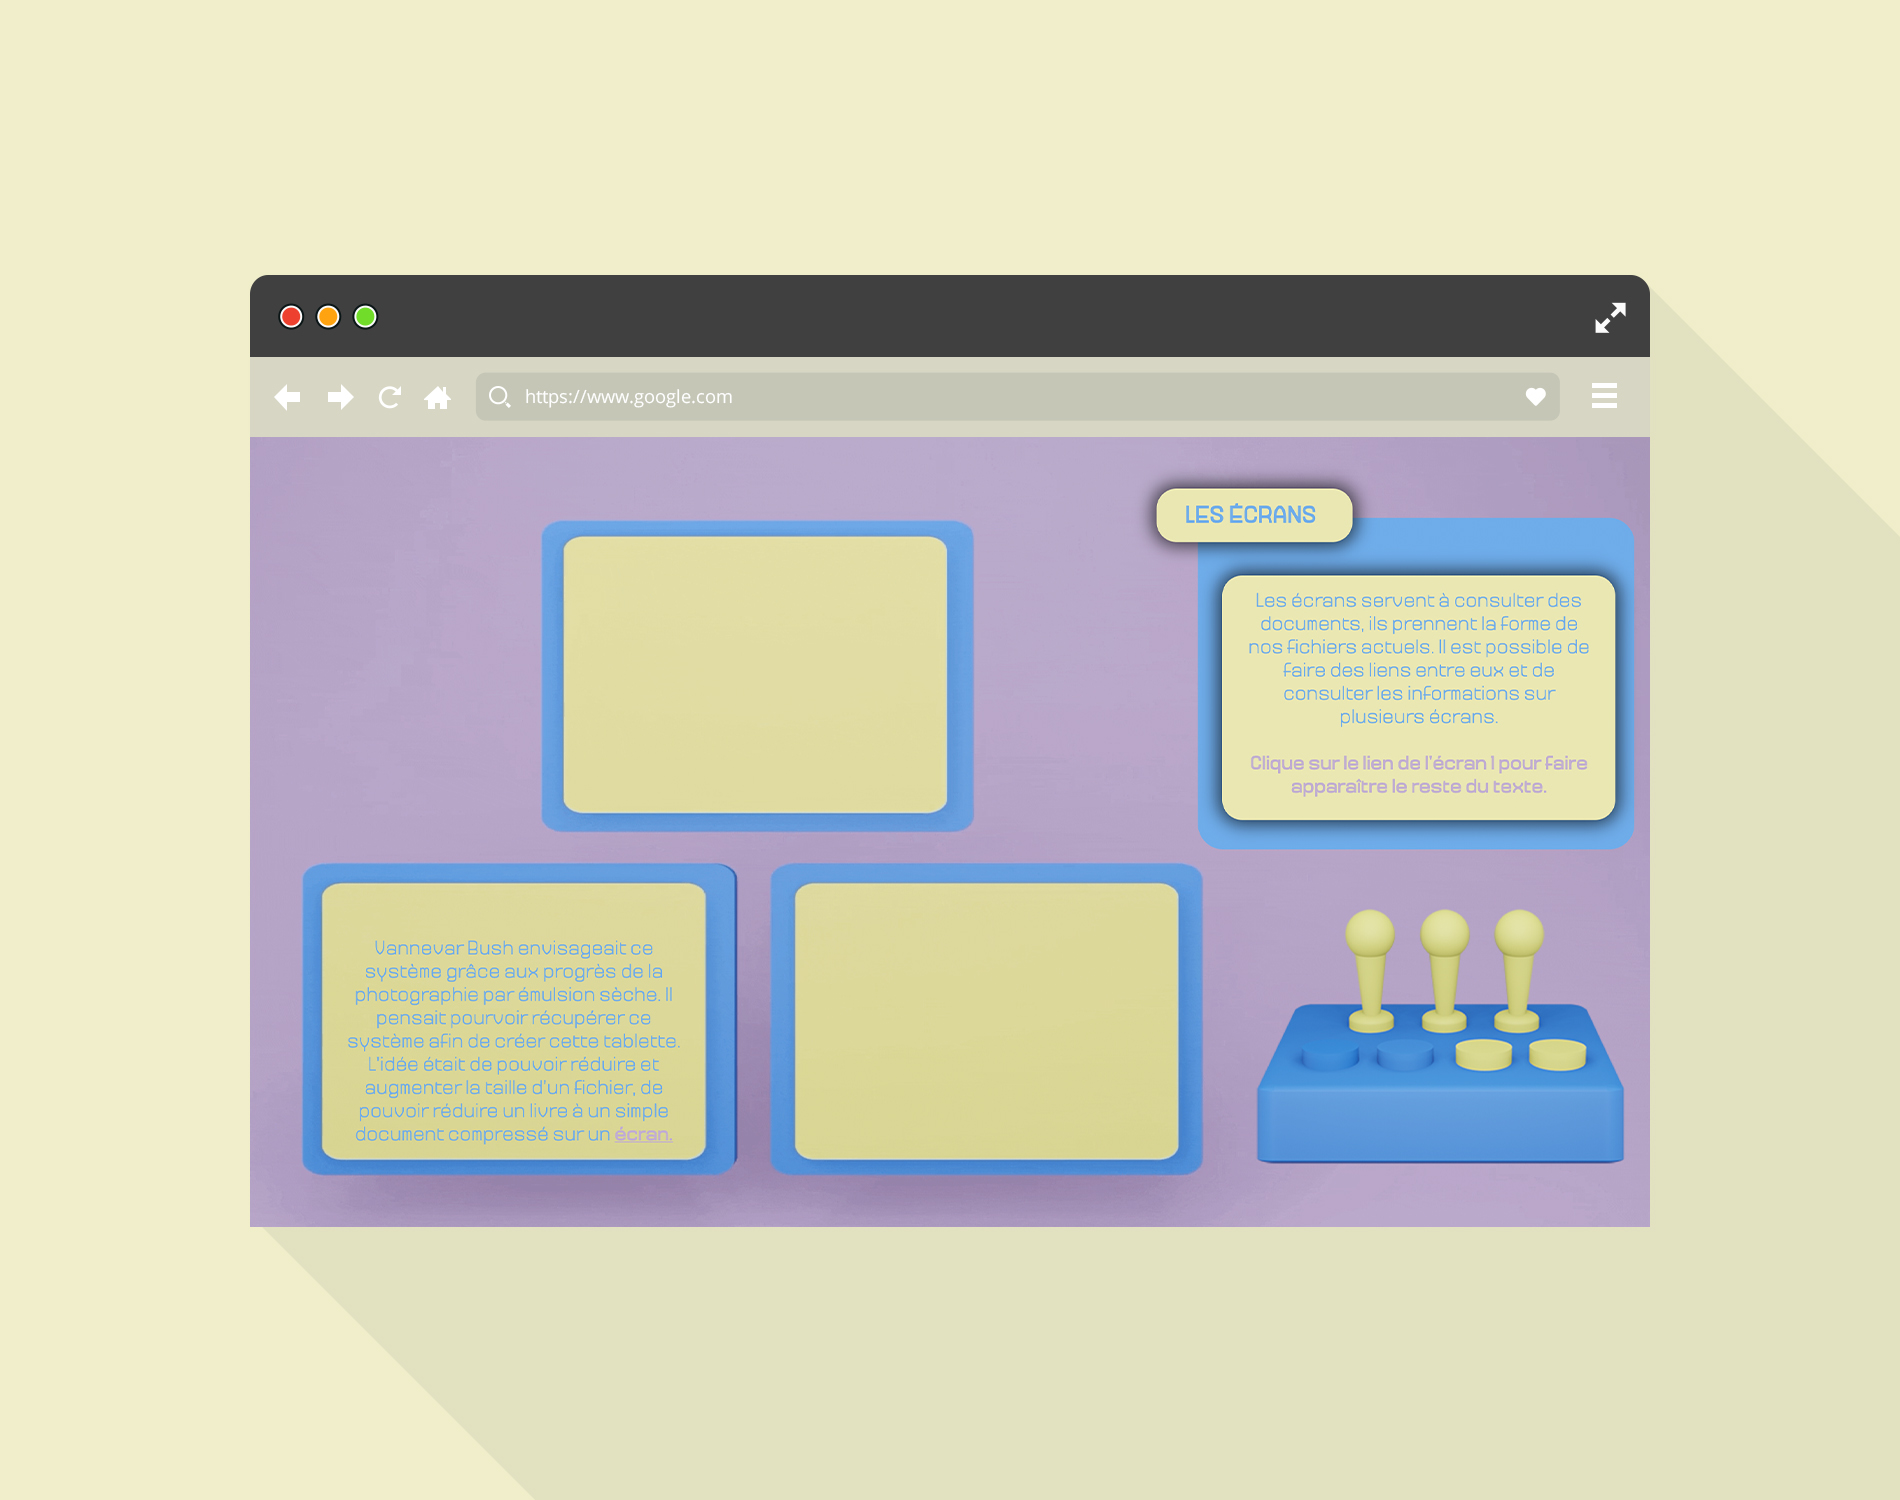 https://www.google.com
LES ÉCRANS
Les écrans servent à consulter des
documents, ils prennent la forme de
nos fichiers actuels. Il est possible de
faire des liens entre eux et de
consulter les informations sur
plusieurs écrans.
Clique sur le lien de l'écran 1 pour faire
apparaître le reste du texte.
Vannevar Bush envisageait ce
système grâce aux progrès de la
photographie par émulsion sèche. Il
pensait pourvoir récupérer ce
système afin de créer cette tablette.
L'idée était de pouvoir réduire et
augmenter la taille d'un fichier, de
pouvoir réduire un livre à un simple
document compressé sur un écran.